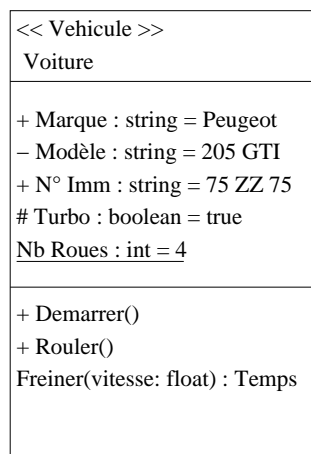 << Vehicule >>
Voiture
+ Marque : string = Peugeot
− Modèle : string = 205 GTI
+ N° Imm : string = 75 ZZ 75
# Turbo : boolean = true
Nb Roues : int = 4
+ Demarrer()
+ Rouler()
Freiner(vitesse: float) : Temps